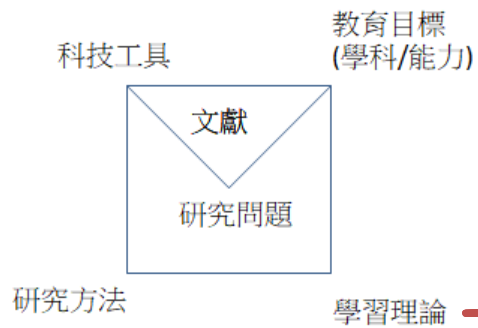 教育目標
科技工具
(學科/能力)
文獻
研究問題
研究方法
學習理論